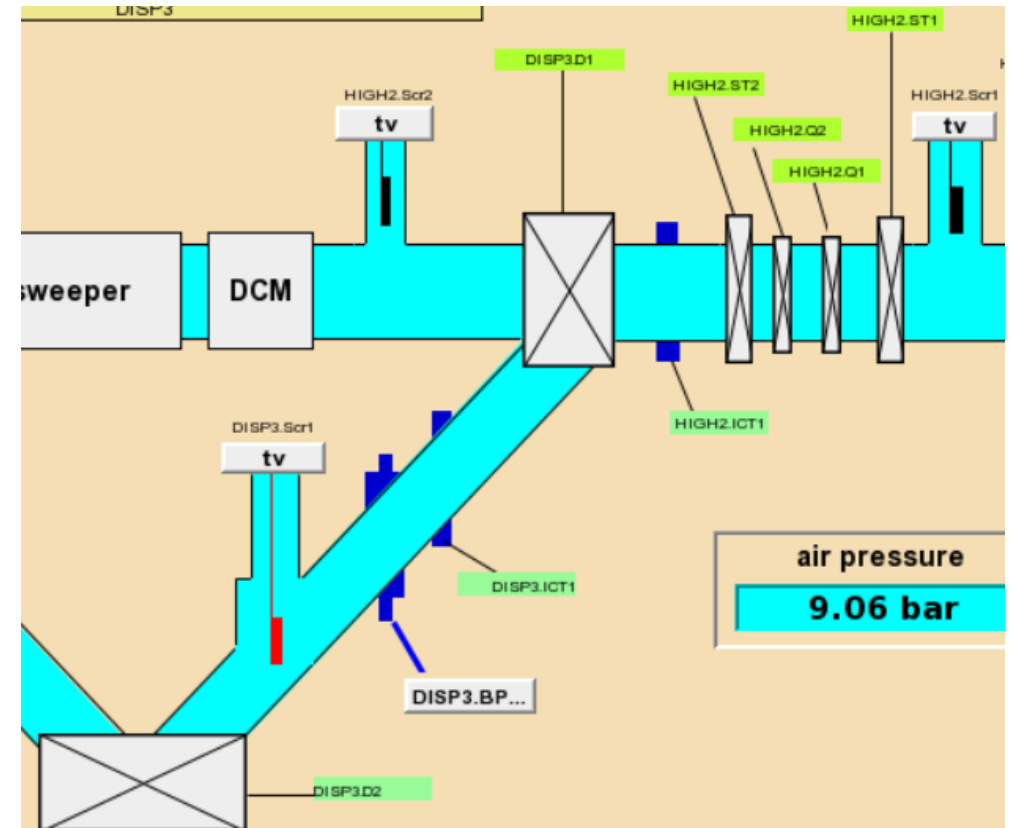 DISP3
HIGH2.ST1
DISP3.D1
HIGH2.ST2
HIGH2.Scr2
HIGH2.Scr1
tv
tv
HIGH2.Q2
HIGH2.Q1
sweeper
DCM
HIGH2.ICT1
DISP3.Scr1
tv
air pressure
9.06 bar
DISP3.ICT1
DISP3.BP...
DISP3.D2